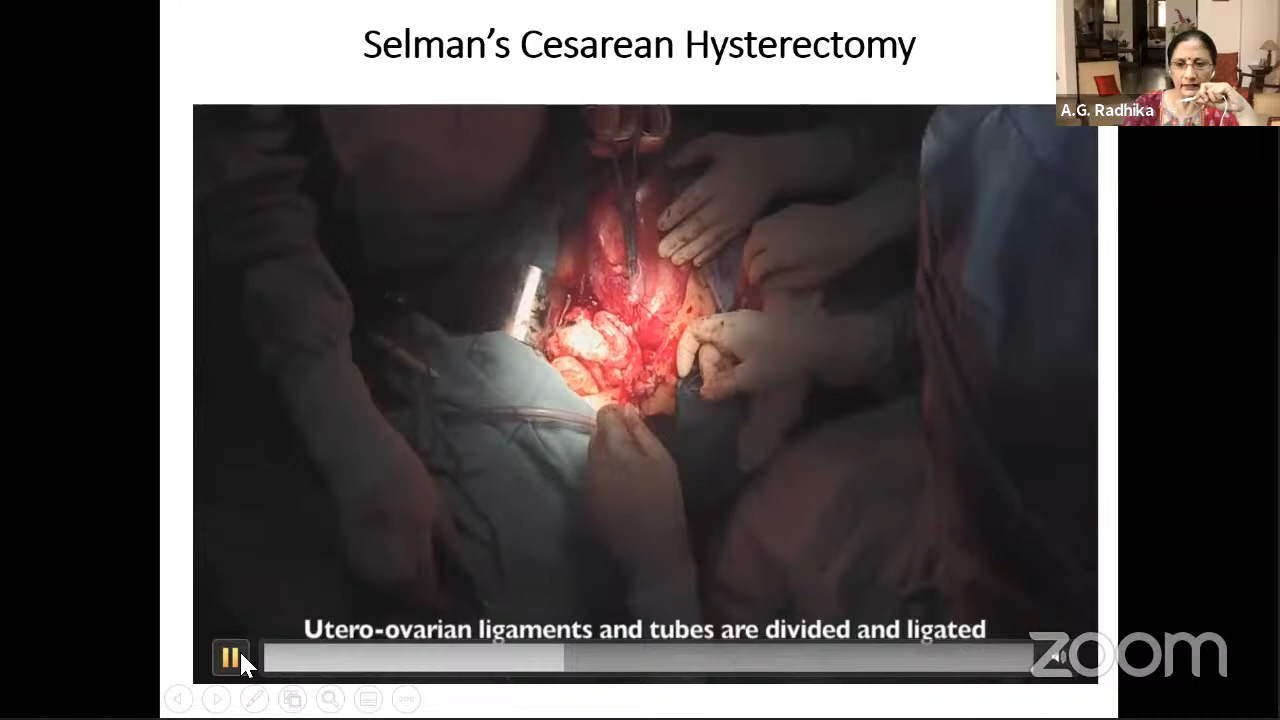 Selman's Cesarean Hysterectomy
A.G. Radhika
Utero-ovarian ligaments and tubes are divided and ligated
zoom